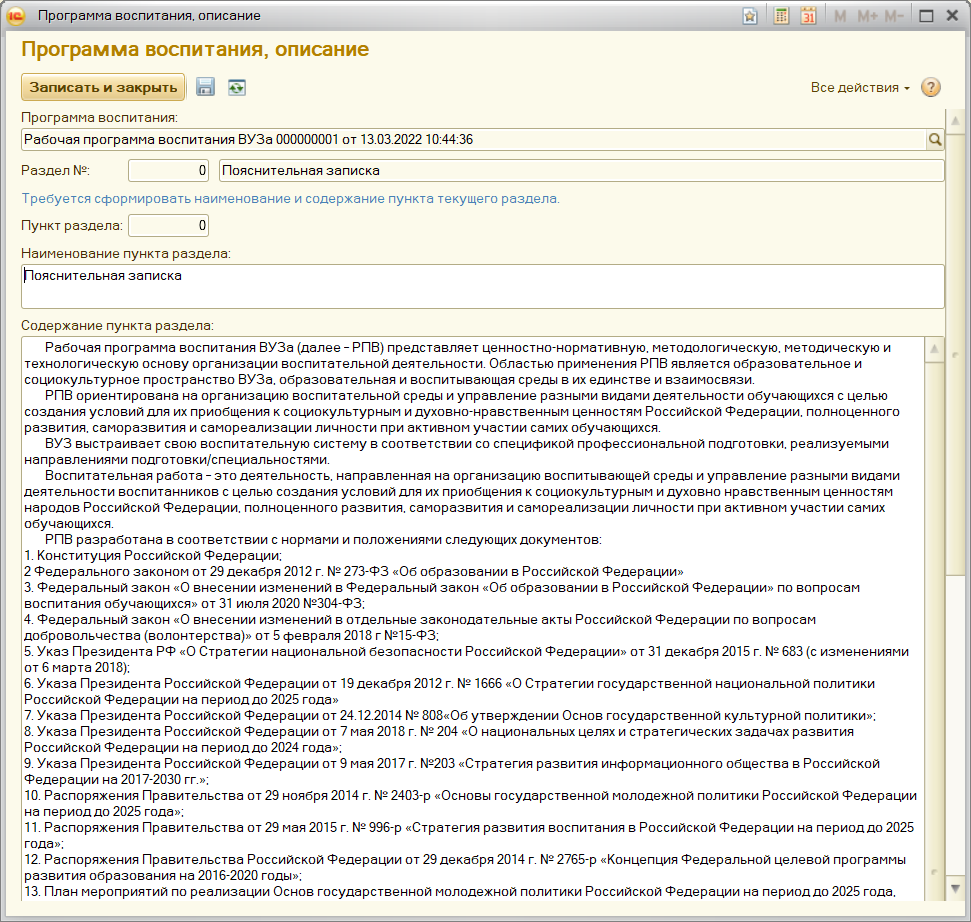 Программа воспитания, описание
31 M M+ M-
Программа воспитания, описание
Записать и закрыть
Все действия ?
Программа воспитания:
Рабочая программа воспитания ВУЗа 000000001 от 13.03.2022 10:44:36
Раздел №: 0 Пояснительная записка
Требуется сформировать наименование и содержание пункта текущего раздела.
Пункт раздела: 0
Наименование пункта раздела:
Пояснительная записка
Содержание пункта раздела:
Рабочая программа воспитания ВУЗа (далее – РПВ) представляет ценностно-нормативную, методологическую, методическую и
технологическую основу организации воспитательной деятельности. Областью применения РПВ является образовательное и
социокультурное пространство ВУЗа, образовательная и воспитывающая среды в их единстве и взаимосвязи.
РПВ ориентирована на организацию воспитательной среды и управление разными видами деятельности обучающихся с целью
создания условий для их приобщения к социокультурным и духовно-нравственным ценностям Российской Федерации, полноценного
развития, саморазвития и самореализации личности при активном участии самих обучающихся.
ВУЗ выстраивает свою воспитательную систему в соответствии со спецификой профессиональной подготовки, реализуемыми
направлениями подготовки/специальностями.
Воспитательная работа – это деятельность, направленная на организацию воспитывающей среды и управление разными видами
деятельности воспитанников с целью создания условий для их приобщения к социокультурным и духовно нравственным ценностям
народов Российской Федерации, полноценного развития, саморазвития и самореализации личности при активном участии самих
обучающихся.
РПВ разработана в соответствии с нормами и положениями следующих документов:
1. Конституция Российской Федерации;
2 Федерального законом от 29 декабря 2012 г. № 273-ФЗ «Об образовании в Российской Федерации»
3. Федеральный закон «О внесении изменений в Федеральный закон «Об образовании в Российской Федерации» по вопросам
воспитания обучающихся» от 31 июля 2020 №304-ФЗ;
4. Федеральный закон «О внесении изменений в отдельные законодательные акты Российской Федерации по вопросам
добровольчества (волонтерства)» от 5 февраля 2018 г №15-ФЗ;
5. Указ Президента РФ «О Стратегии национальной безопасности Российской Федерации» от 31 декабря 2015 г. № 683 (с изменениями
от 6 марта 2018);
6. Указа Президента Российской Федерации от 19 декабря 2012 г. № 1666 «О Стратегии государственной национальной политики
Российской Федерации на период до 2025 года»
7. Указа Президента Российской Федерации от 24.12.2014 № 808«Об утверждении Основ государственной культурной политики»;
8. Указа Президента Российской Федерации от 7 мая 2018 г. № 204 «О национальных целях и стратегических задачах развития
Российской Федерации на период до 2024 года»;
9. Указа Президента Российской Федерации от 9 мая 2017 г. №203 «Стратегия развития информационного общества в Российской
Федерации на 2017-2030 гг.»;
10. Распоряжения Правительства от 29 ноября 2014 г. № 2403-р «Основы государственной молодежной политики Российской Федерации
на период до 2025 года»;
11. Распоряжения Правительства от 29 мая 2015 г. № 996-р «Стратегия развития воспитания в Российской Федерации на период до 2025
года»;
12. Распоряжения Правительства Российской Федерации от 29 декабря 2014 г. № 2765-р «Концепция Федеральной целевой программы
развития образования на 2016-2020 годы»;
13. План мероприятий по реализации Основ государственной молодежной политики Российской Федерации на период до 2025 года,